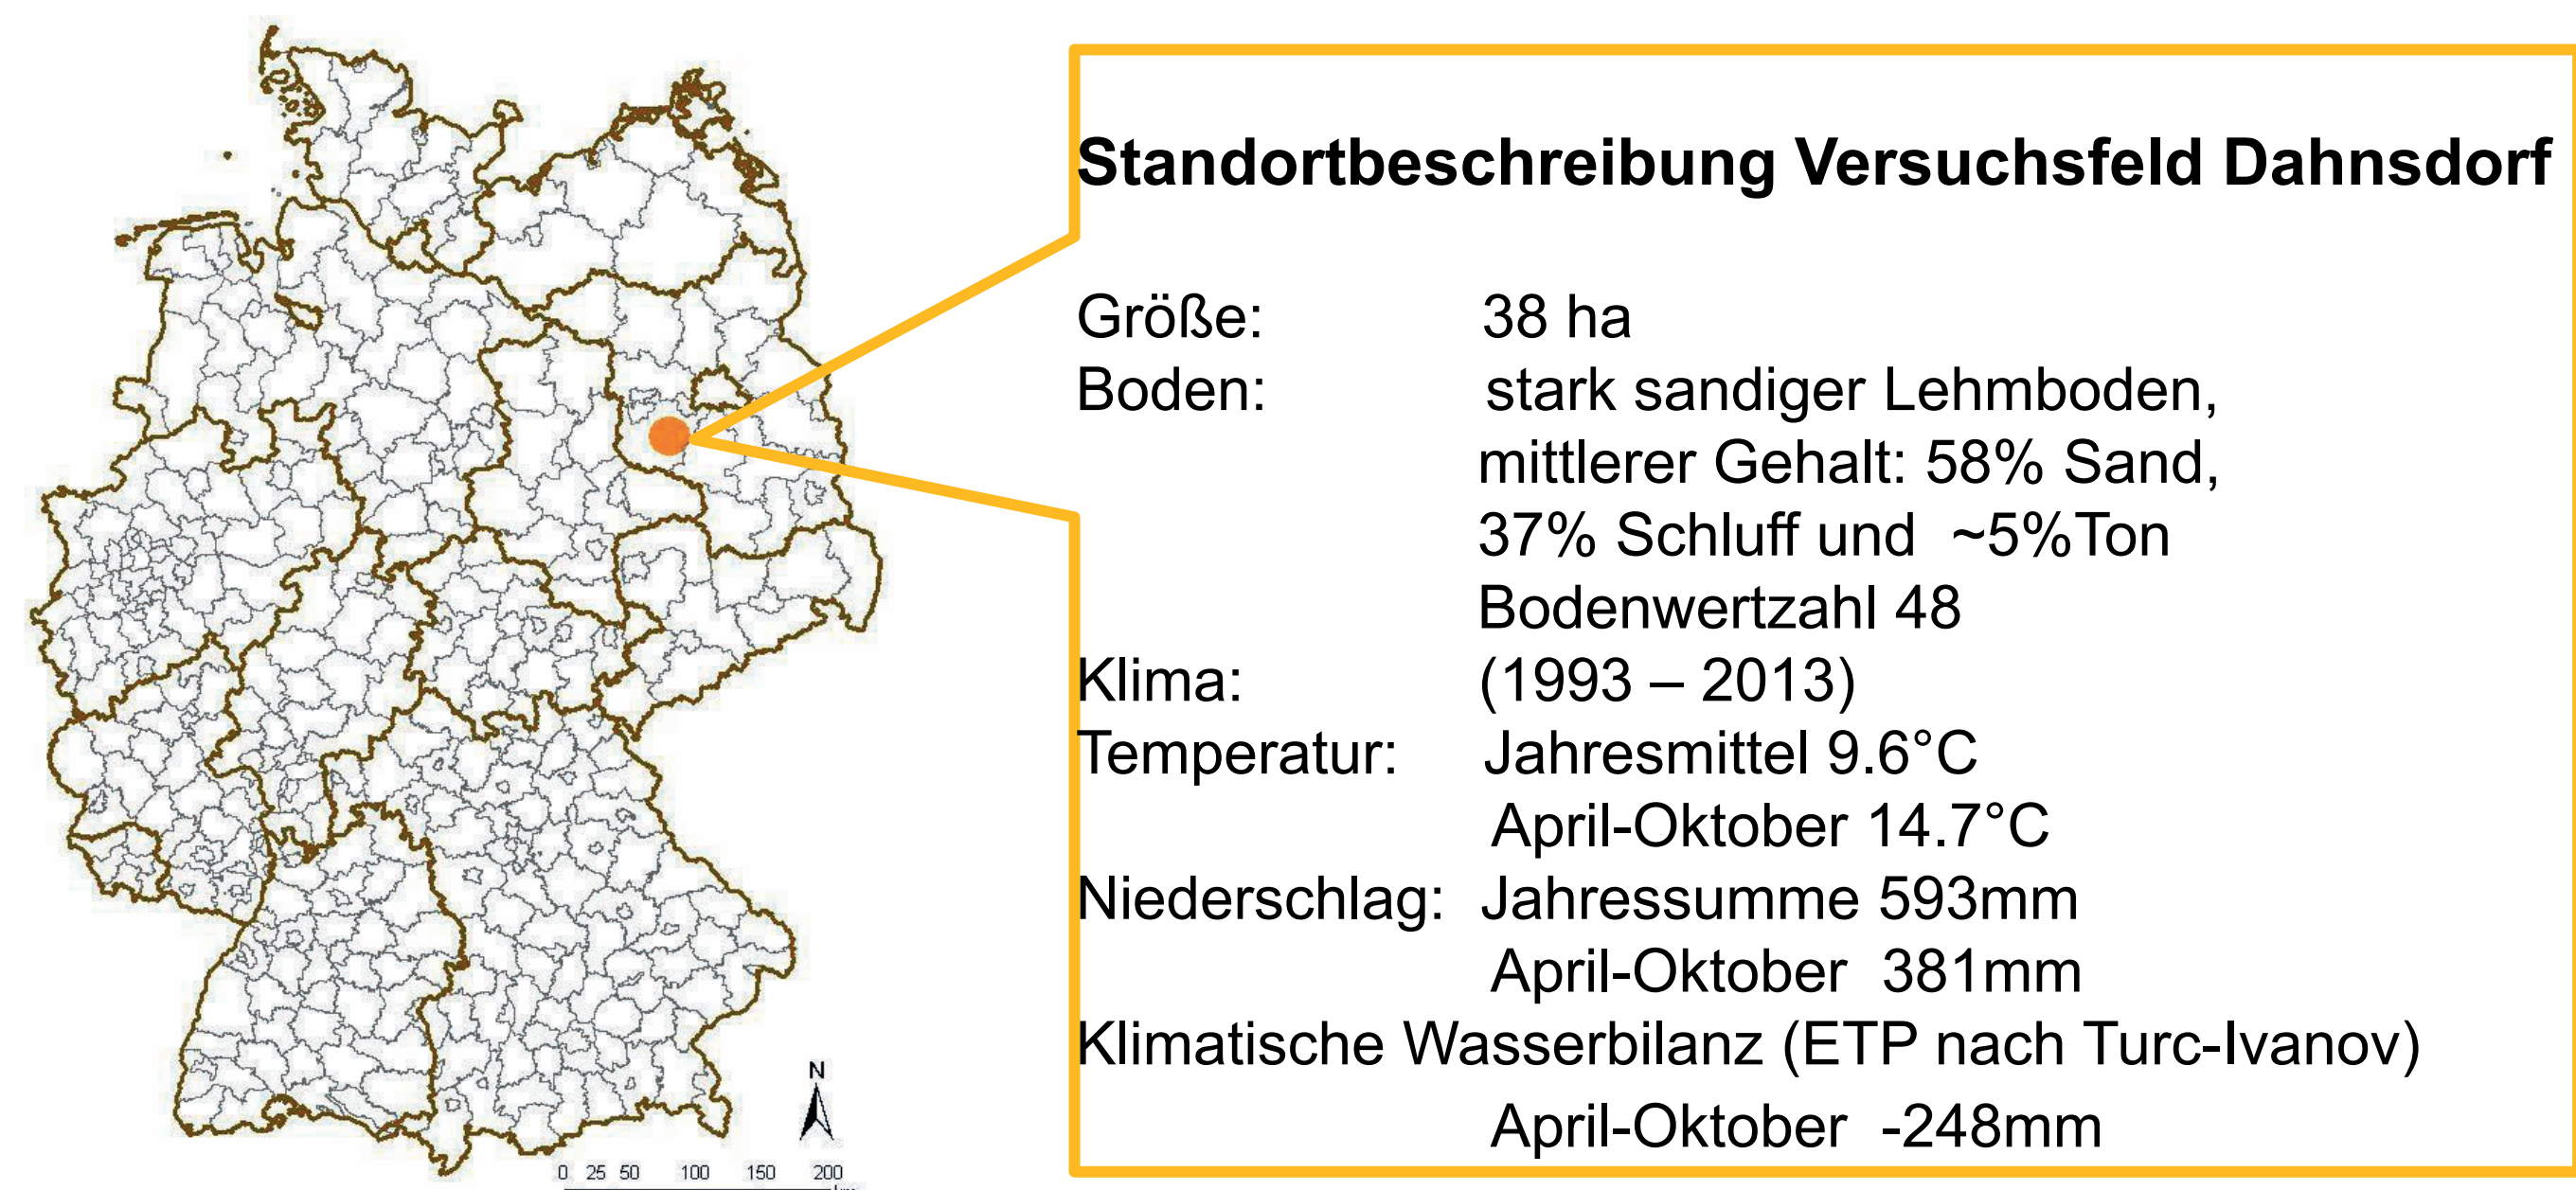 Standortbeschreibung Versuchsfeld Dahnsdorf
Größe: 38 ha
Boden: stark sandiger Lehmboden,
mittlerer Gehalt: 58% Sand,
37% Schluff und ~5%Ton
Bodenwertzahl 48
Klima: (1993 – 2013)
Temperatur: Jahresmittel 9.6°C
April-Oktober 14.7°C
Niederschlag: Jahressumme 593mm
April-Oktober 381mm
Klimatische Wasserbilanz (ETP nach Turc-Ivanov)
April-Oktober -248mm
N
0 25 50 100 150 200